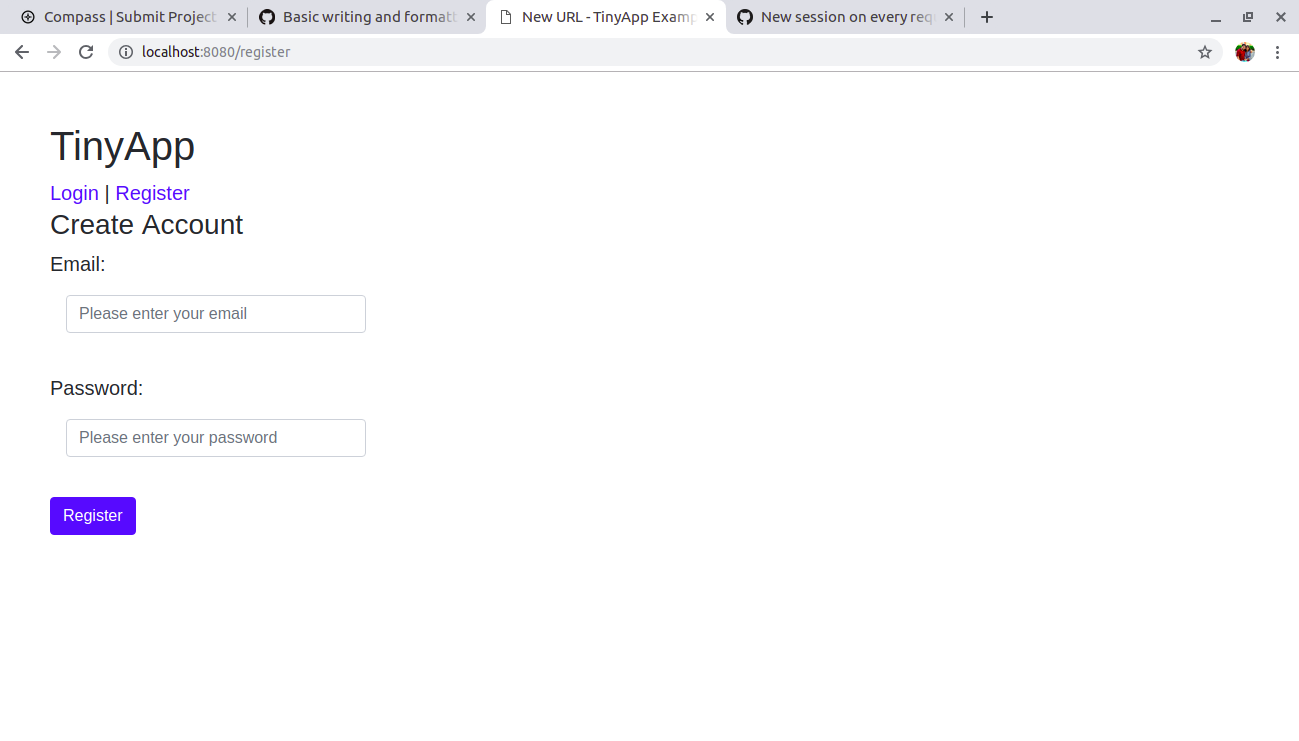 Compass | Submit Project
Basic writing and formatt
New URL - TinyApp Examp
New session on every req
localhost:8080/register
TinyApp
Login | Register
Create Account
Email:
Please enter your email
Password:
Please enter your password
Register